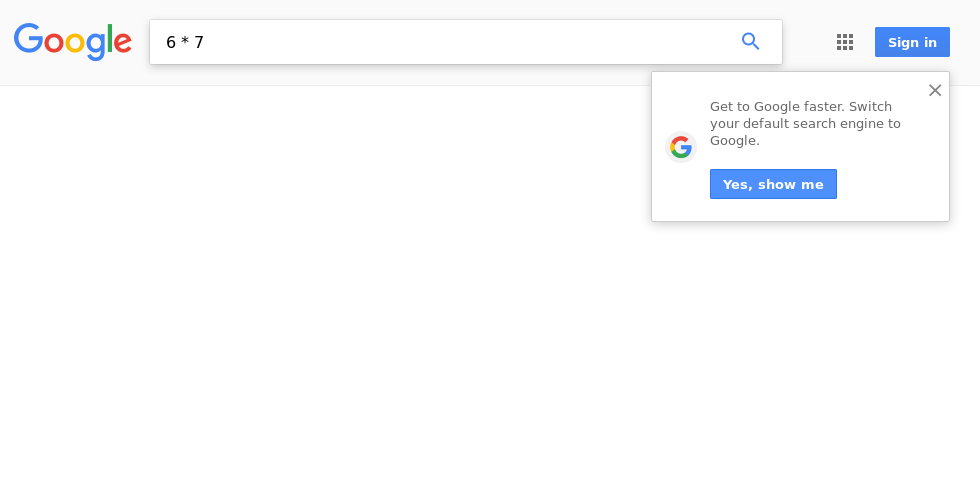 Google
6 * 7
Sign in
Get to Google faster. Switch
your default search engine to
Google.
Yes, show me